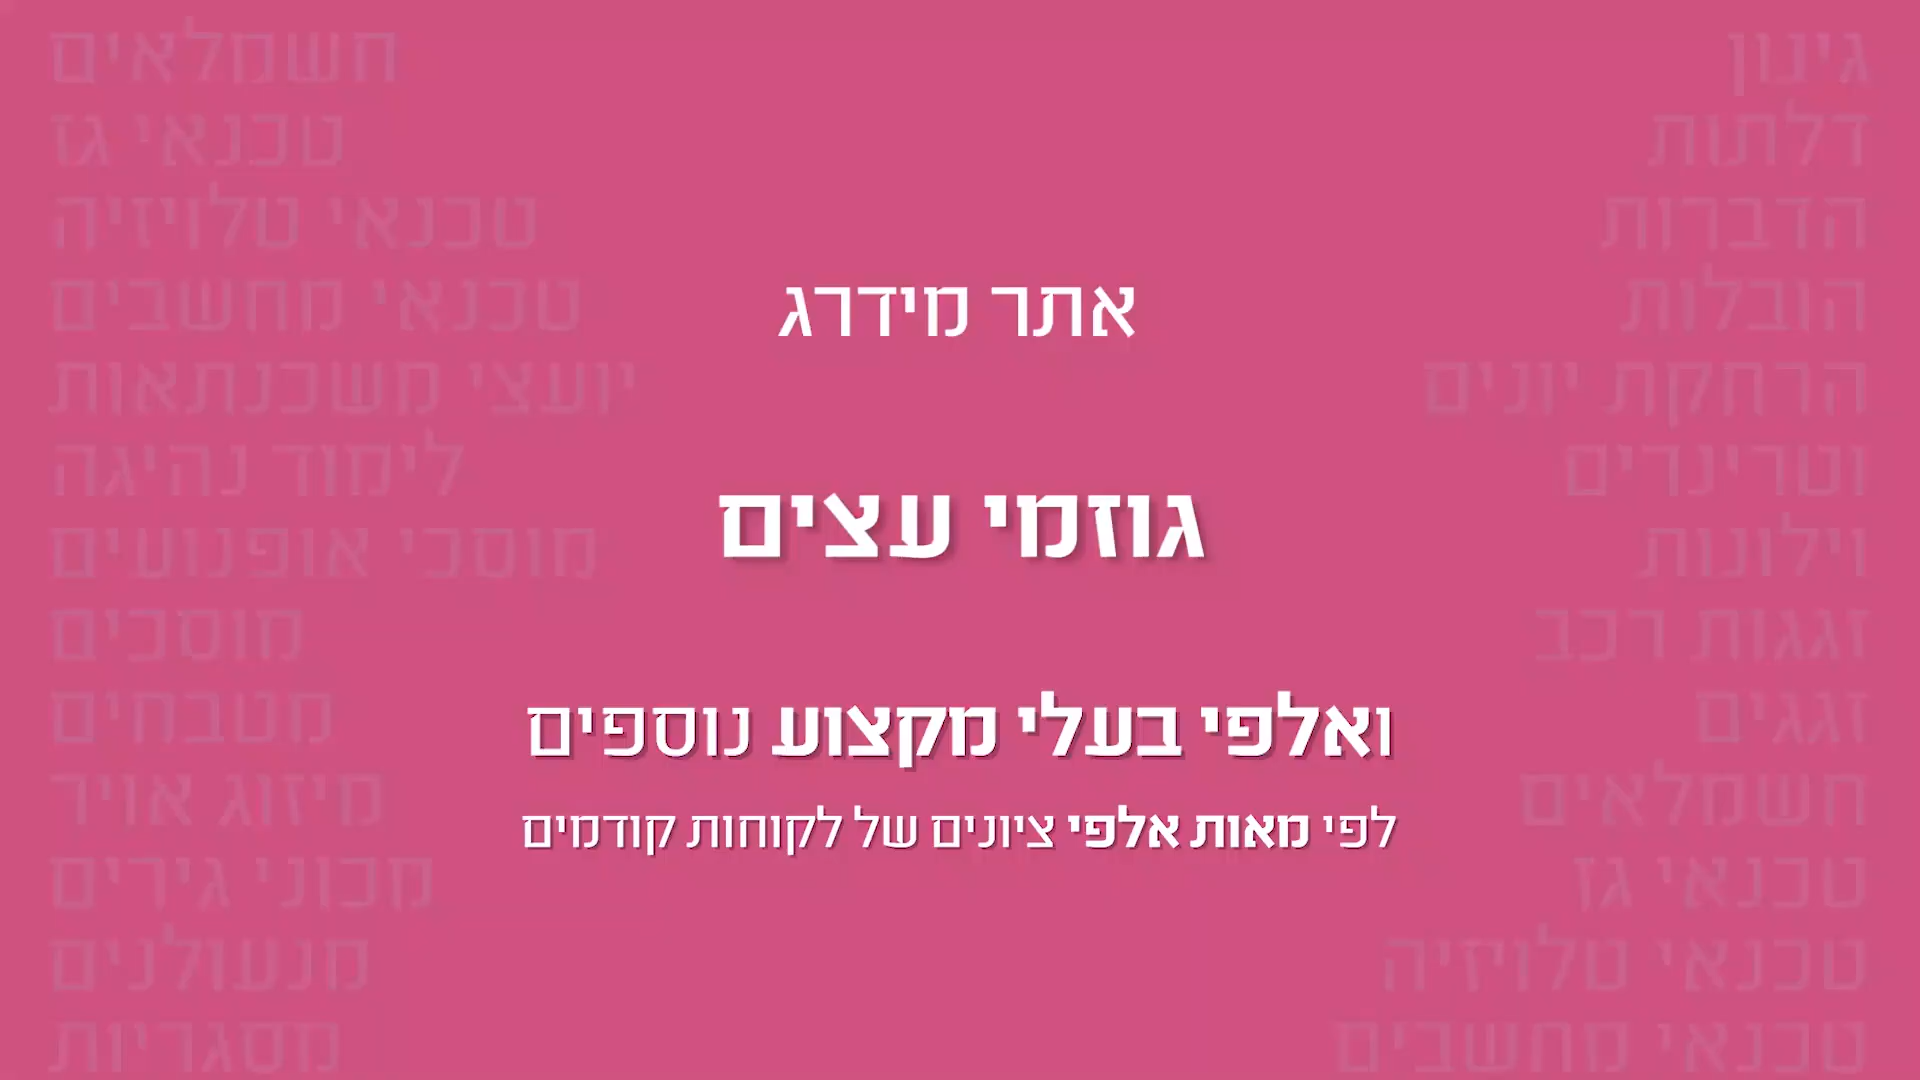 אתר מידרג
גוזמי עצים
ואלפי בעלי מקצוע נוספים
לפי מאות אלפי ציונים של לקוחות קודמים
גינון
דלתות
הדברות
הובלות
הרחקת יונים
וטרינרים
וילונות
זגגות רכב
זגגים
חשמלאים
טכנאי גז
טכנאי טלויזיה
טכנאי מחשבים
חשמלאים
טכנאי גז
טכנאי טלויזיה
טכנאי מחשבים
יועצי משכנתאות
לימוד נהיגה
מוסכי אופנועים
מוסכים
מטבחים
מיזוג אויר
מכוני גירים
מנעולנים
מסגריות